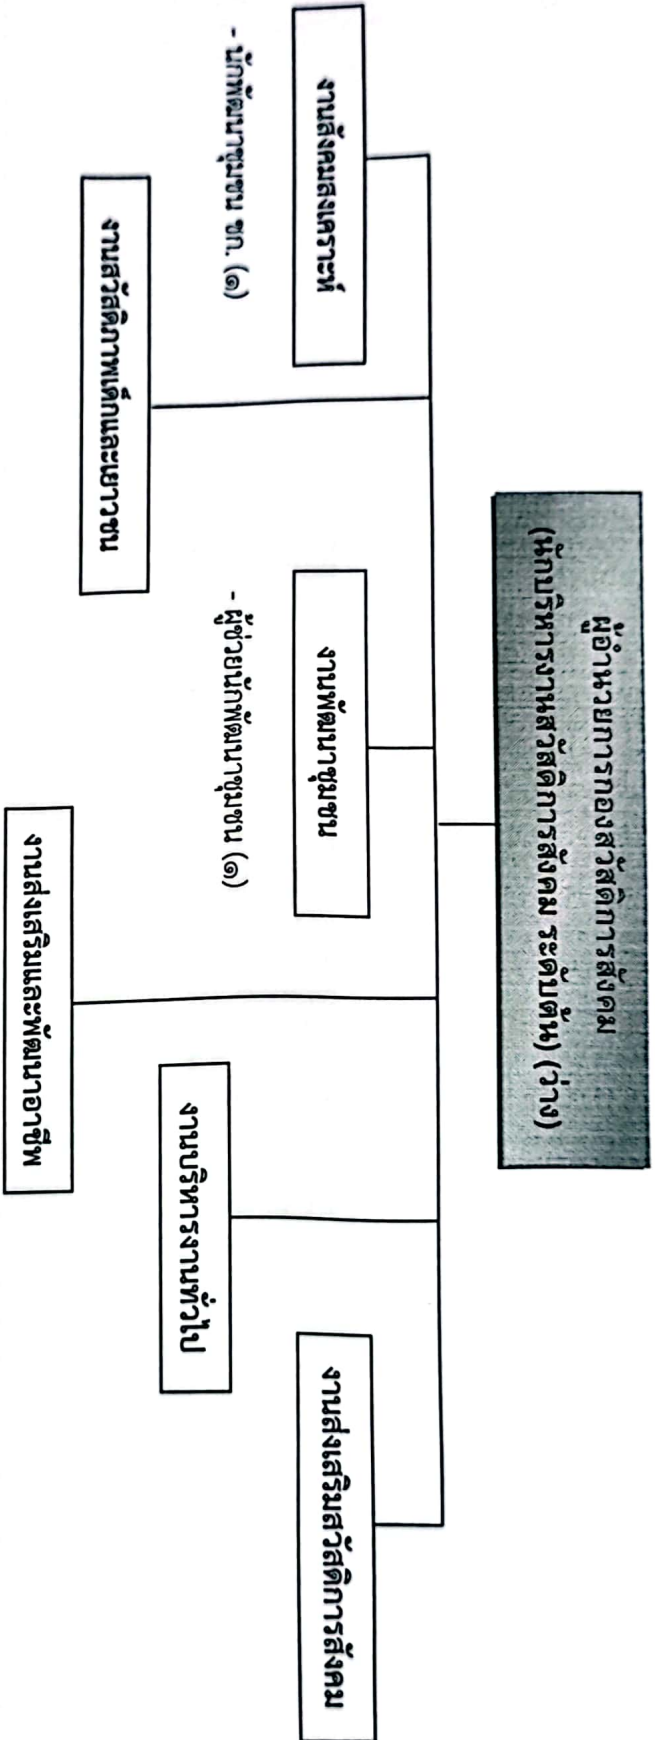 ผู้อำนวยการกองสวัสดิการสังคม
(นักบริหารงานสวัสดิการสังคม ระดับต้น) (ว่าง)
งานสังคมสงเคราะห์
- นักพัฒนาชุมชน ชก. (๑)
งานสวัสดิภาพเด็กและเยาวชน
งานพัฒนาชุมชน
- ผู้ช่วยนักพัฒนาชุมชน (๑)
งานส่งเสริมและพัฒนาอาชีพ
งานบริหารงานทั่วไป
งานส่งเสริมสวัสดิการสังคม